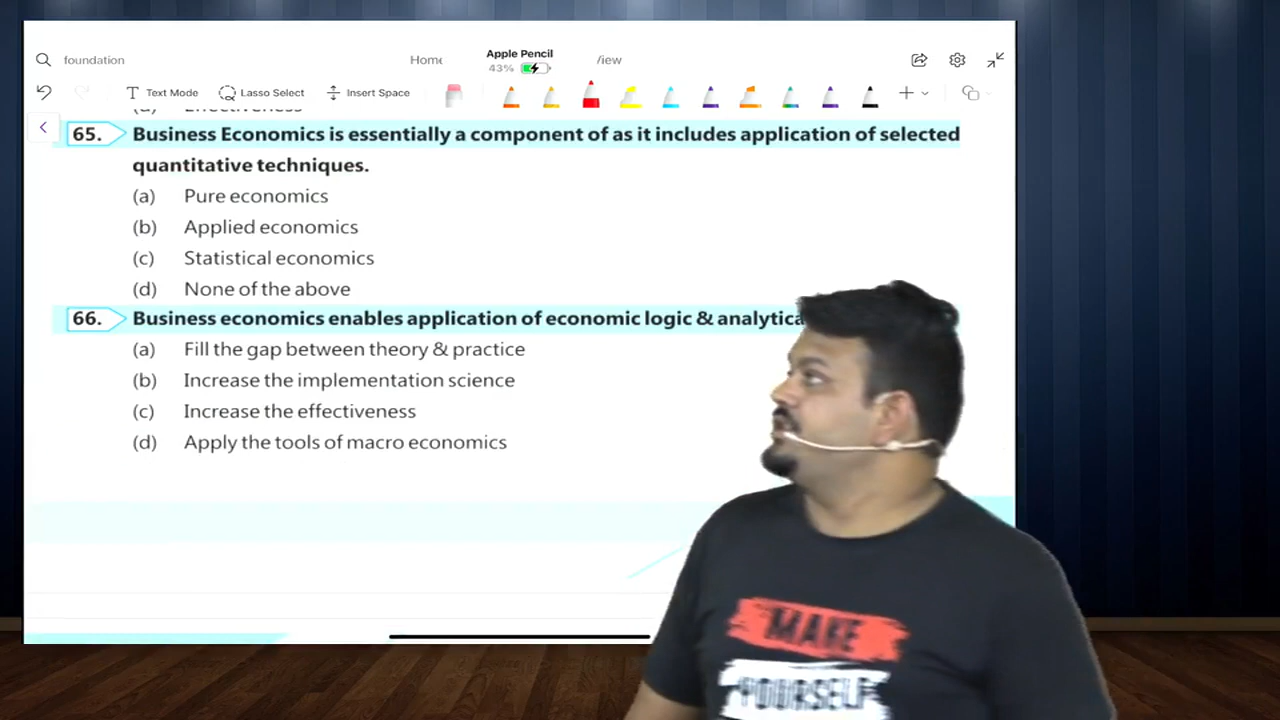 Apple Pencil
foundation Home View
43%
Text Mode Lasso Select Insert Space
(d) Effectiveness
65. Business Economics is essentially a component of as it includes application of selected
quantitative techniques.
(a) Pure economics
(b) Applied economics
(c) Statistical economics
(d) None of the above
66. Business economics enables application of economic logic & analytica
(a) Fill the gap between theory & practice
(b) Increase the implementation science
(c) Increase the effectiveness
(d) Apply the tools of macro economics
MAKE
YOURSELF